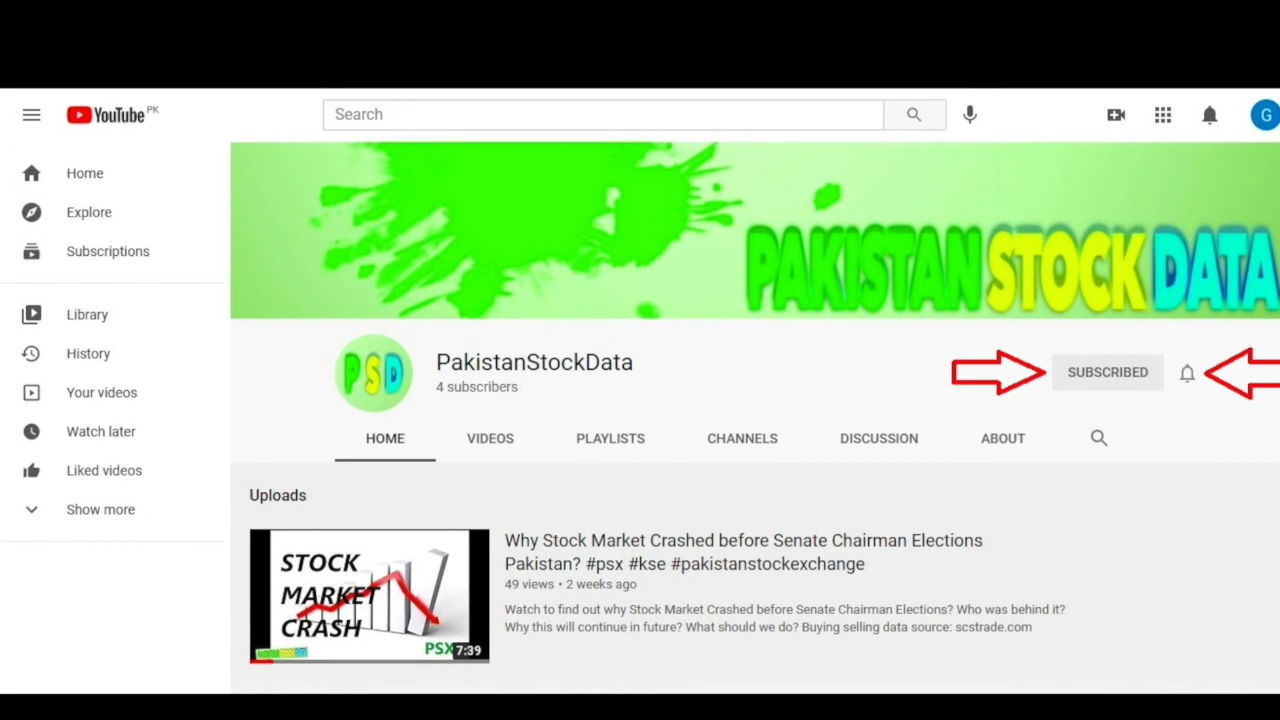 YouTube PK
Search
G
Home
Explore
Subscriptions
Library
History
Your videos
Watch later
Liked videos
Show more
PAKISTAN STOCK DATA
PSD
PakistanStockData
4 subscribers
SUBSCRIBED
HOME VIDEOS PLAYLISTS CHANNELS DISCUSSION ABOUT
Uploads
STOCK
MARKET
CRASH
PSX 7:39
Why Stock Market Crashed before Senate Chairman Elections
Pakistan? #psx #kse #pakistanstockexchange
49 views • 2 weeks ago
Watch to find out why Stock Market Crashed before Senate Chairman Elections? Who was behind it?
Why this will continue in future? What should we do? Buying selling data source: scstrade.com